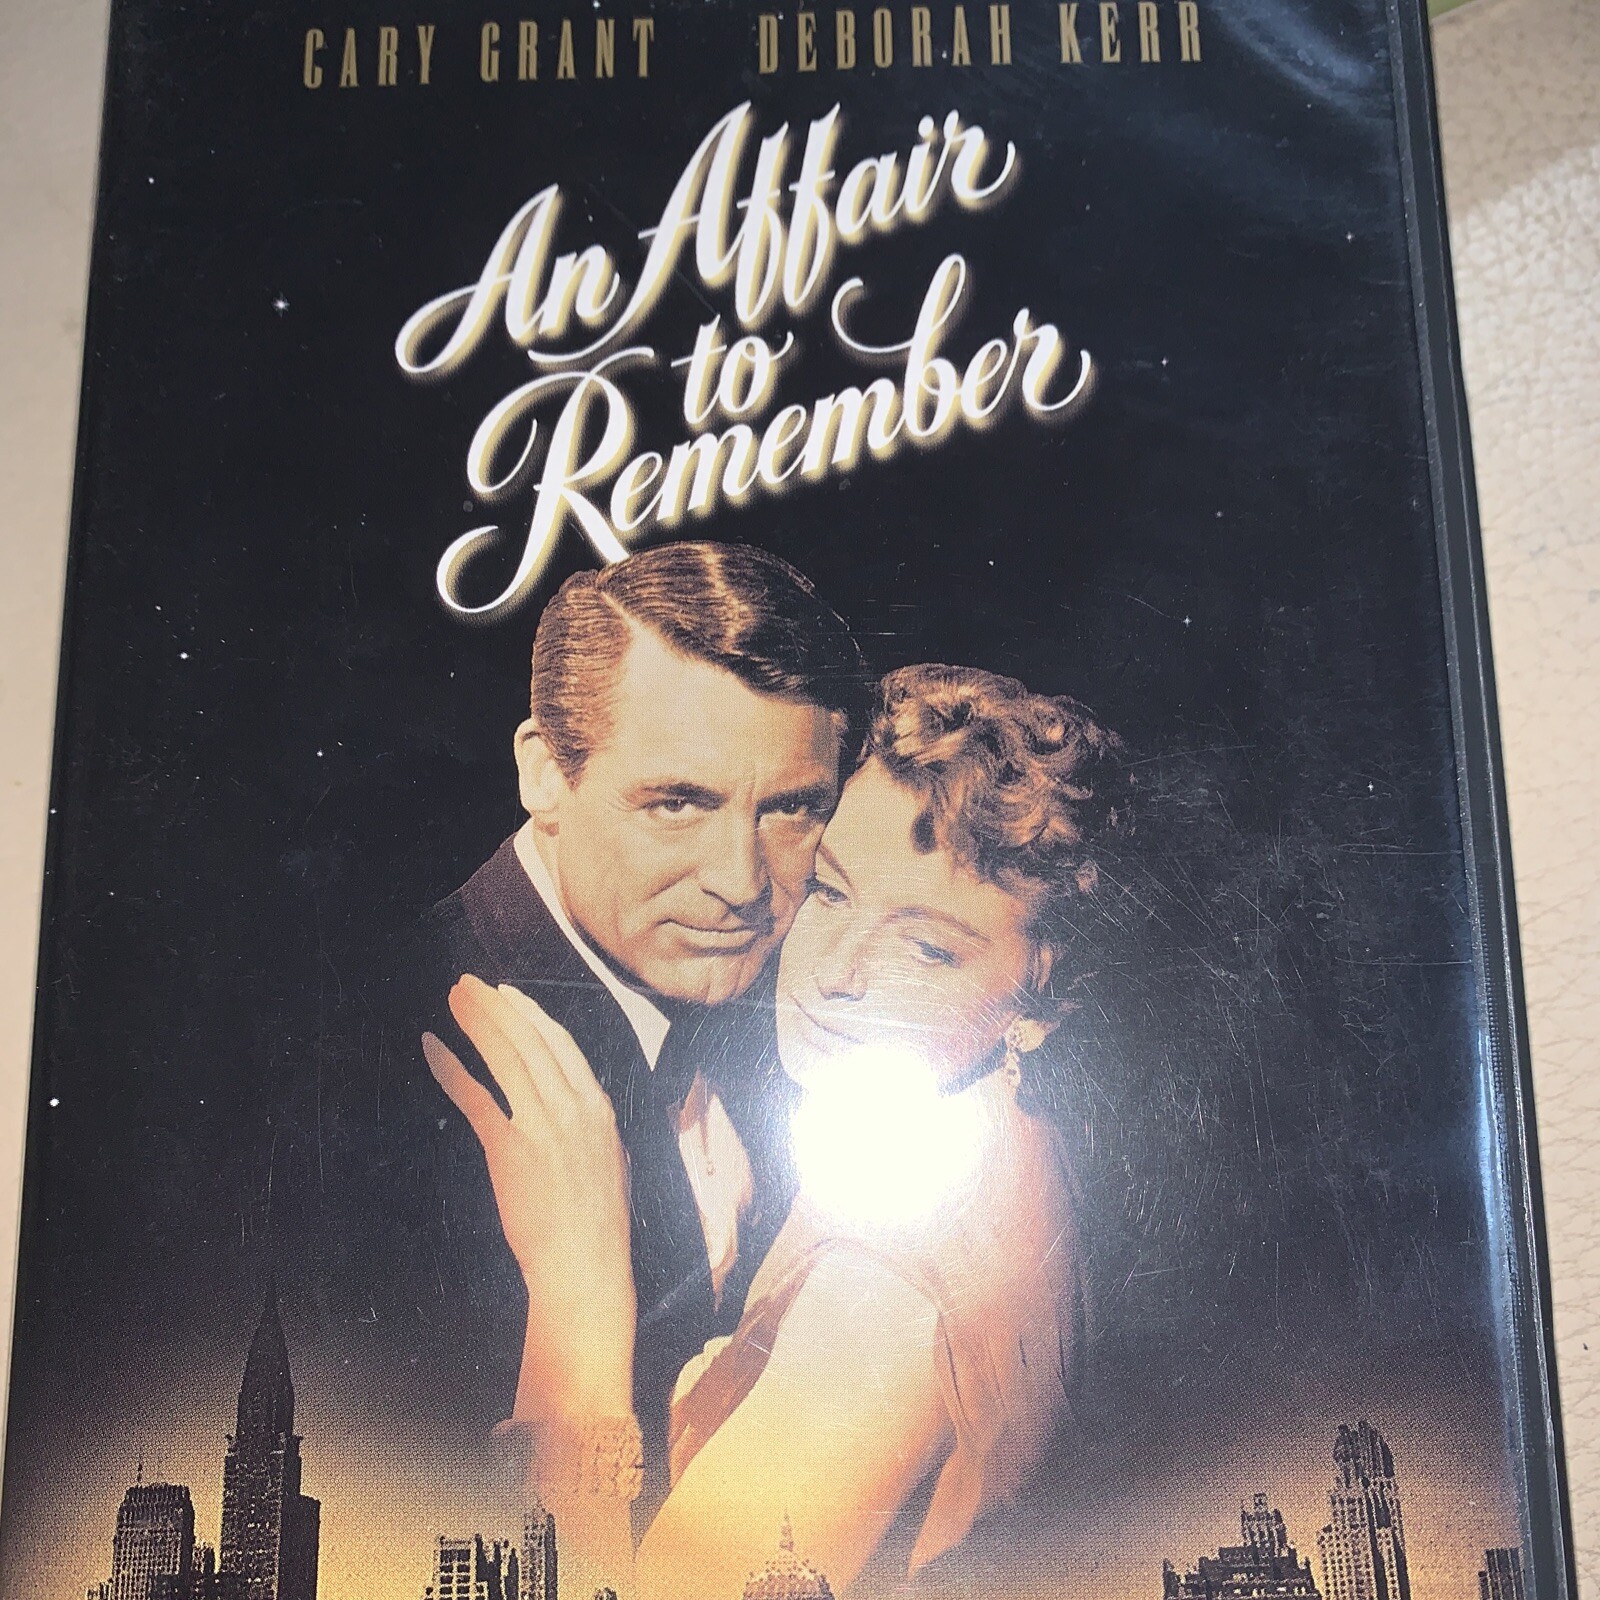 CARY GRANT DEBORAH KERR
An Affair
to
Remember